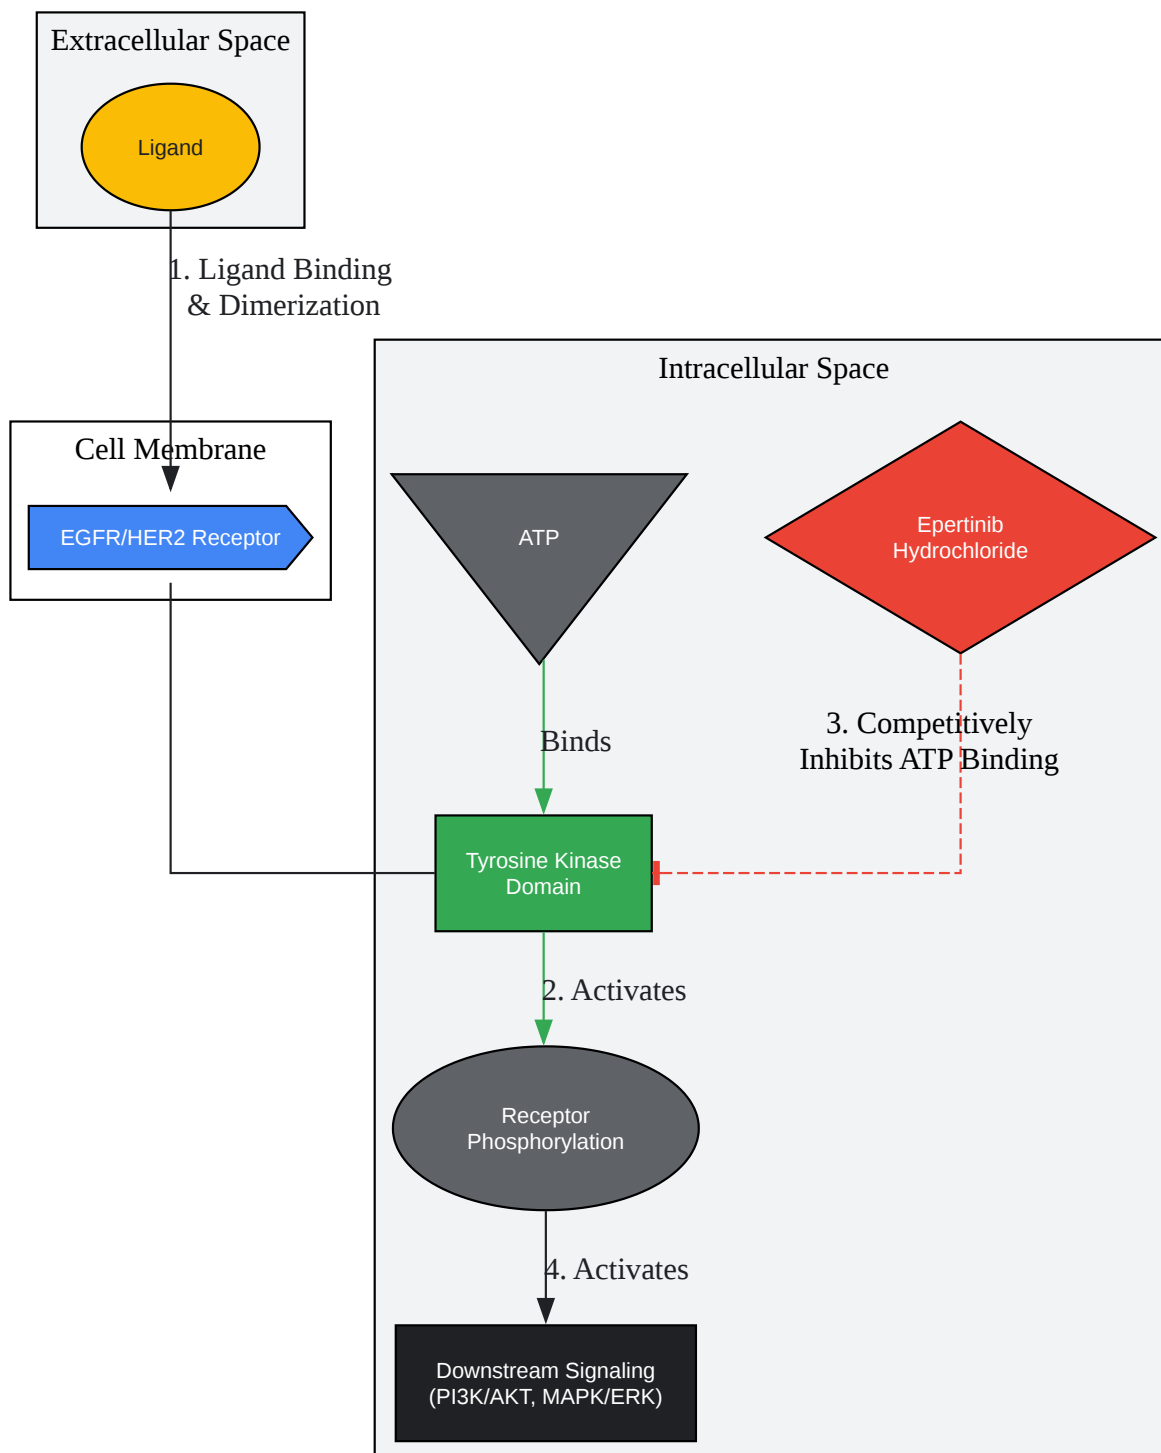 Extracellular Space
Ligand
1. Ligand Binding
& Dimerization
Intracellular Space
Cell Membrane
EGFR/HER2 Receptor
ATP
Epertinib
Hydrochloride
Binds
3. Competitively
Inhibits ATP Binding
Tyrosine Kinase
Domain
2. Activates
Receptor
Phosphorylation
4. Activates
Downstream Signaling
(PI3K/AKT, MAPK/ERK)